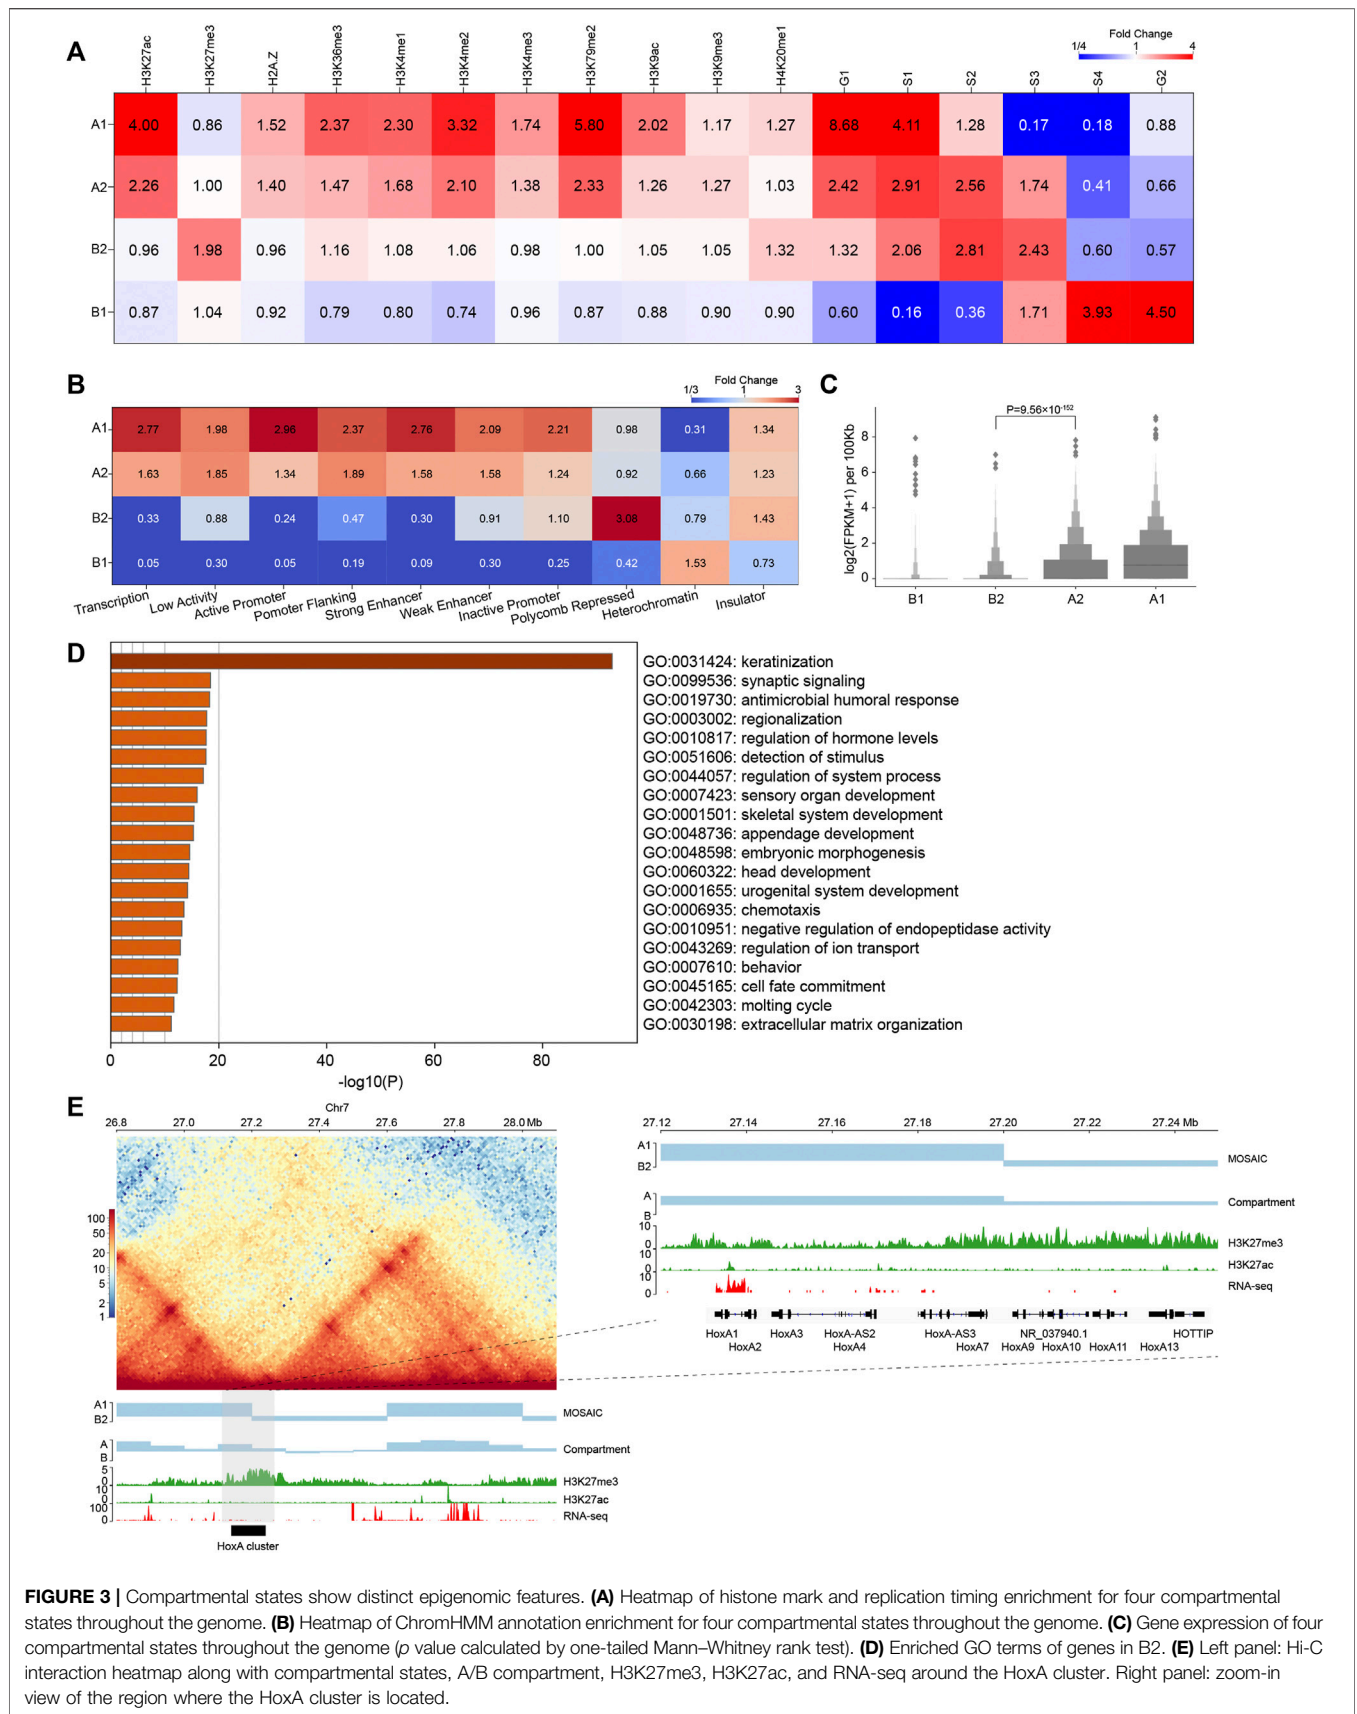 A
H3K27ac
H3K27me3
H2A.Z
H3K36me3
H3K4me1
H3K4me2
H3K4me3
H3K79me2
H3K9ac
H3K9me3
H4K20me1
G1
S1
S2
S3
S4
G2
Fold Change
1/4 1 4
A1 4.00 0.86 1.52 2.37 2.30 3.32 1.74 5.80 2.02 1.17 1.27 8.68 4.11 1.28 0.17 0.18 0.88
A2 2.26 1.00 1.40 1.47 1.68 2.10 1.38 2.33 1.26 1.27 1.03 2.42 2.91 2.56 1.74 0.41 0.66
B2 0.96 1.98 0.96 1.16 1.08 1.06 0.98 1.00 1.05 1.05 1.32 1.32 2.06 2.81 2.43 0.60 0.57
B1 0.87 1.04 0.92 0.79 0.80 0.74 0.96 0.87 0.88 0.90 0.90 0.60 0.16 0.36 1.71 3.93 4.50
B
Fold Change
1/3 1 3
A1 2.77 1.98 2.96 2.37 2.76 2.09 2.21 0.98 0.31 1.34
A2 1.63 1.85 1.34 1.89 1.58 1.58 1.24 0.92 0.66 1.23
B2 0.33 0.88 0.24 0.47 0.30 0.91 1.10 3.08 0.79 1.43
B1 0.05 0.30 0.05 0.19 0.09 0.30 0.25 0.42 1.53 0.73
Transcription
Low Activity
Active Promoter
Pomoter Flanking
Strong Enhancer
Weak Enhancer
Inactive Promoter
Polycomb Repressed
Heterochromatin
Insulator
C
P=9.56×10-152
log2(FPKM+1) per 100Kb
8
6
4
2
0
B1 B2 A2 A1
D
GO:0031424: keratinization
GO:0099536: synaptic signaling
GO:0019730: antimicrobial humoral response
GO:0003002: regionalization
GO:0010817: regulation of hormone levels
GO:0051606: detection of stimulus
GO:0044057: regulation of system process
GO:0007423: sensory organ development
GO:0001501: skeletal system development
GO:0048736: appendage development
GO:0048598: embryonic morphogenesis
GO:0060322: head development
GO:0001655: urogenital system development
GO:0006935: chemotaxis
GO:0010951: negative regulation of endopeptidase activity
GO:0043269: regulation of ion transport
GO:0007610: behavior
GO:0045165: cell fate commitment
GO:0042303: molting cycle
GO:0030198: extracellular matrix organization
0 20 40 60 80
-log10(P)
E
Chr7
26.8 27.0 27.2 27.4 27.6 27.8 28.0 Mb
100
50
20
10
5
2
1
A1
B2
MOSAIC
A
B
Compartment
5
0
H3K27me3
10
0
H3K27ac
100
0
RNA-seq
HoxA cluster
27.12 27.14 27.16 27.18 27.20 27.22 27.24 Mb
A1
B2
MOSAIC
A
B
Compartment
10
0
H3K27me3
10
0
H3K27ac
10
0
RNA-seq
HoxA1 HoxA3 HoxA-AS2 HoxA-AS3 NR_037940.1 HOTTIP
HoxA2 HoxA4 HoxA7 HoxA9 HoxA10 HoxA11 HoxA13
FIGURE 3 | Compartmental states show distinct epigenomic features. (A) Heatmap of histone mark and replication timing enrichment for four compartmental
states throughout the genome. (B) Heatmap of ChromHMM annotation enrichment for four compartmental states throughout the genome. (C) Gene expression of four
compartmental states throughout the genome (p value calculated by one-tailed Mann–Whitney rank test). (D) Enriched GO terms of genes in B2. (E) Left panel: Hi-C
interaction heatmap along with compartmental states, A/B compartment, H3K27me3, H3K27ac, and RNA-seq around the HoxA cluster. Right panel: zoom-in
view of the region where the HoxA cluster is located.